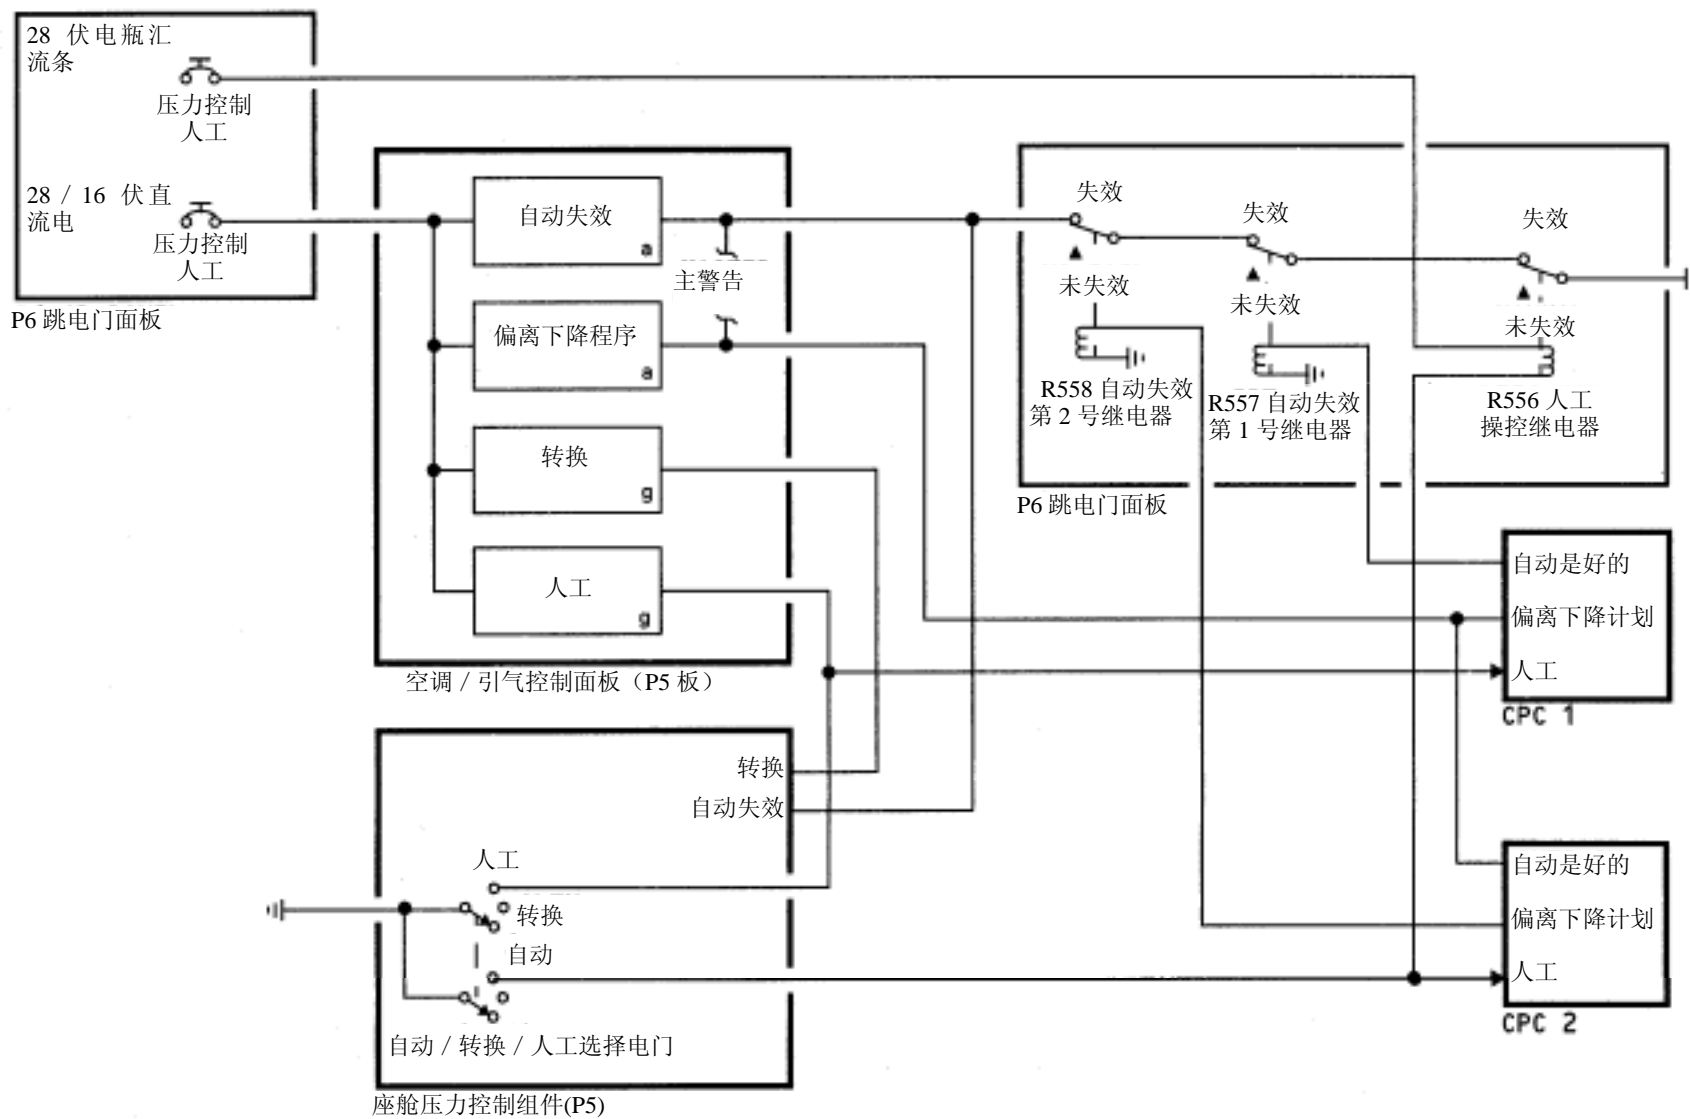 28 伏电瓶汇
流条
压力控制
人工
28 / 16 伏直
流电
压力控制
人工
P6 跳电门面板
自动失效
a
主警告
偏离下降程序
a
转换
g
人工
g
空调 / 引气控制面板（P5 板）
失效
未失效
R558 自动失效
第 2 号继电器
失效
未失效
R557 自动失效
第 1 号继电器
失效
未失效
R556 人工
操控继电器
P6 跳电门面板
自动是好的
偏离下降计划
人工
CPC 1
转换
自动失效
人工
转换
自动
自动 / 转换 / 人工选择电门
座舱压力控制组件(P5)
自动是好的
偏离下降计划
人工
CPC 2